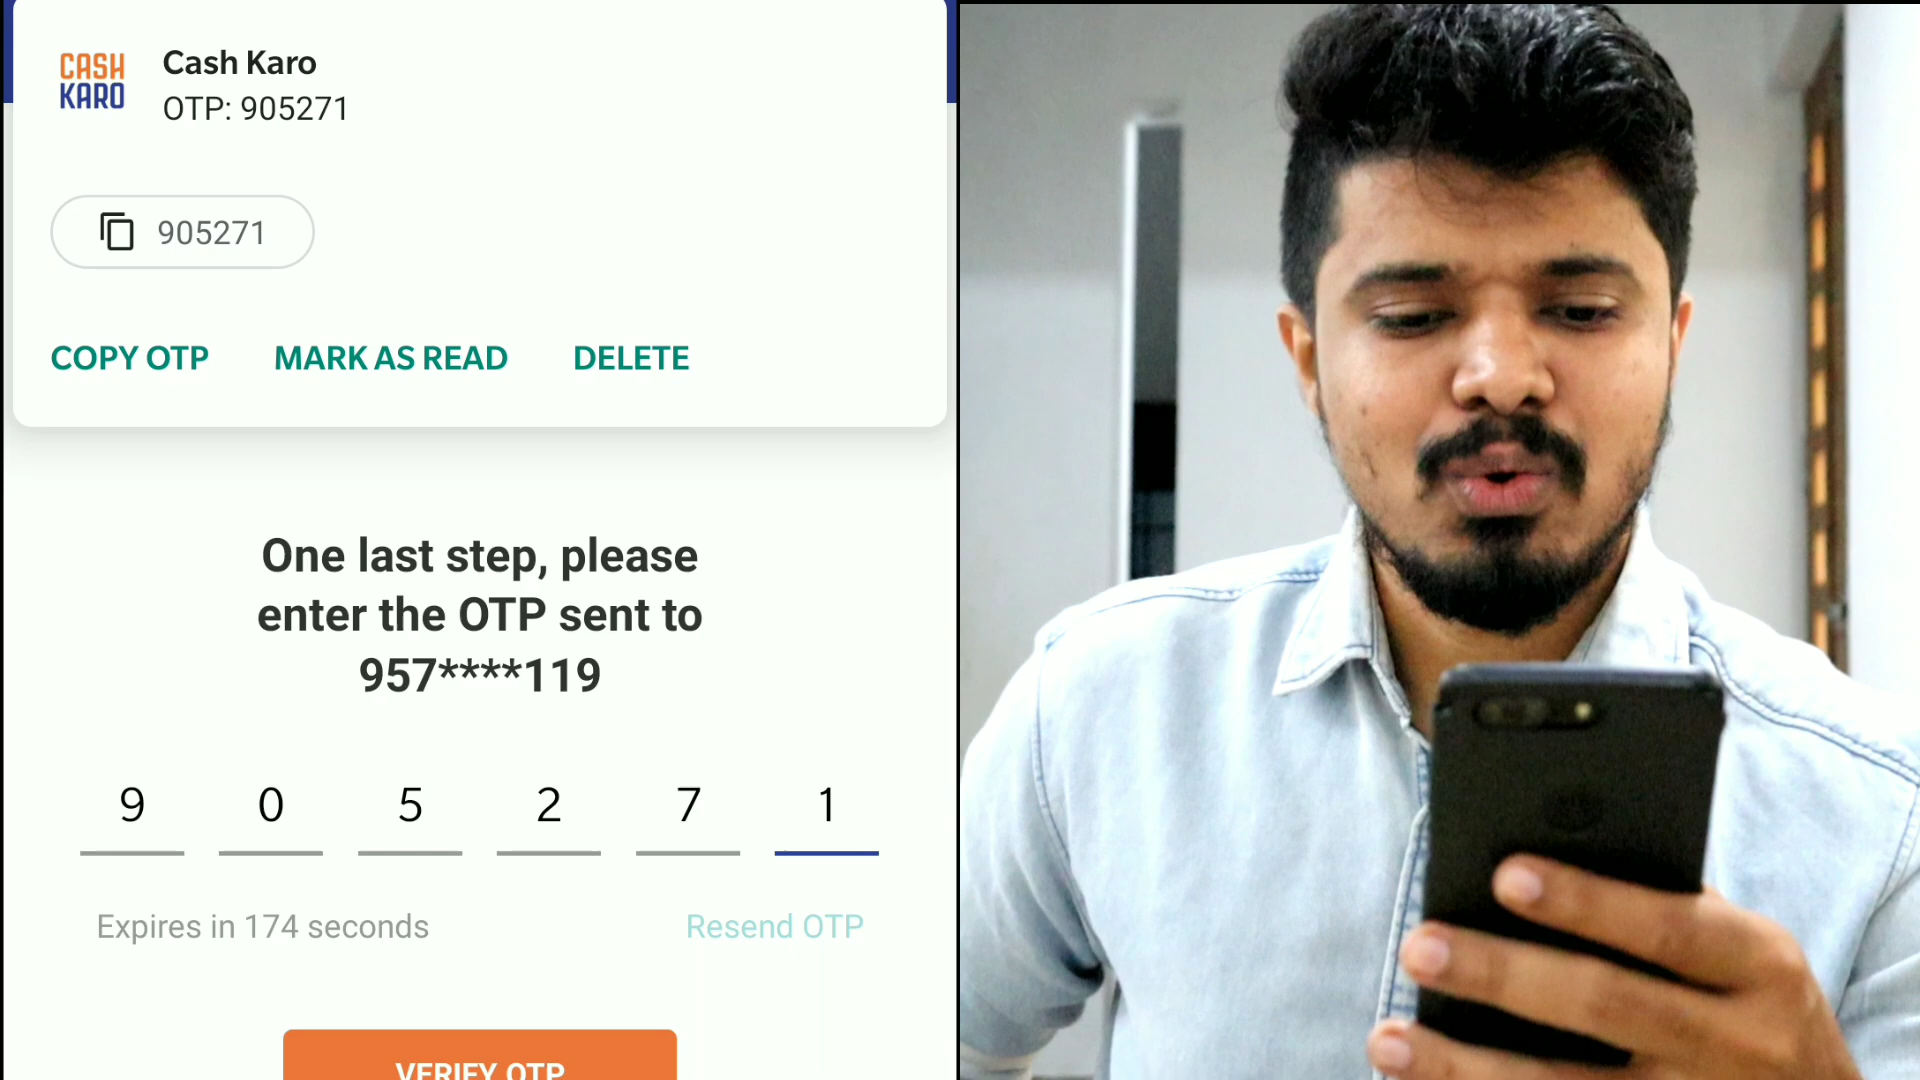 CASH
KARO
Cash Karo
OTP: 905271
905271
COPY OTP
MARK AS READ
DELETE
One last step, please
enter the OTP sent to
957****119
9 0 5 2 7 1
Expires in 174 seconds
Resend OTP
VERIFY OTP